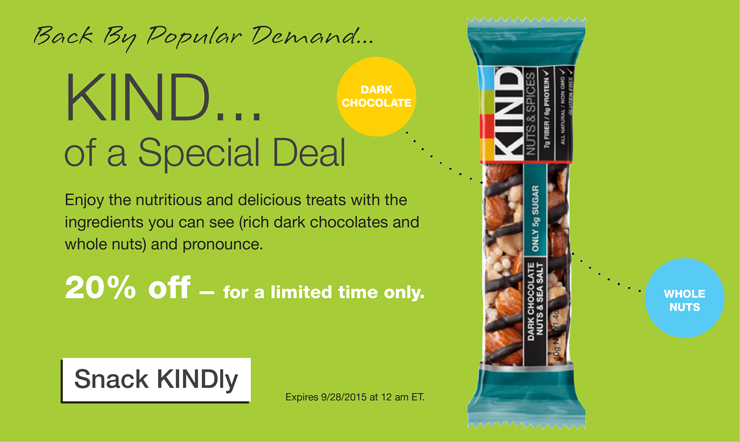 Back By Popular Demand...
KIND...
of a Special Deal
Enjoy the nutritious and delicious treats with the
ingredients you can see (rich dark chocolates and
whole nuts) and pronounce.
20% off – for a limited time only.
Snack KINDly
Expires 9/28/2015 at 12 am ET.
DARK
CHOCOLATE
KIND
NUTS & SPICES
7g FIBER / 6g PROTEIN ✓
ALL NATURAL / NON GMO ✓
GLUTEN FREE ✓
ONLY 5g SUGAR
DARK CHOCOLATE
NUTS & SEA SALT
WHOLE
NUTS